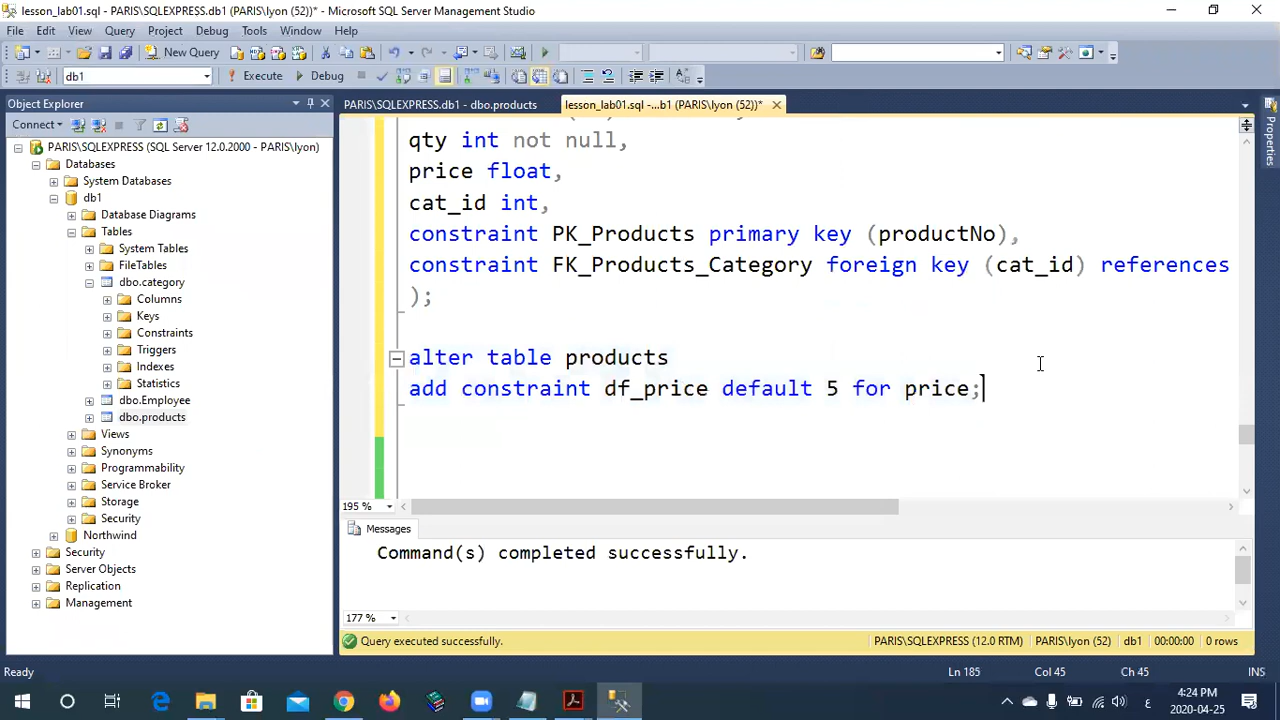 lesson_lab01.sql - PARIS\SQLEXPRESS.db1 (PARIS\lyon (52))* - Microsoft SQL Server Management Studio
File Edit View Query Project Debug Tools Window Help
New Query
db1 Execute Debug
Object Explorer
PARIS\SQLEXPRESS.db1 - dbo.products
lesson_lab01.sql -...b1 (PARIS\lyon (52))*
Connect
PARIS\SQLEXPRESS (SQL Server 12.0.2000 - PARIS\lyon)
Databases
System Databases
db1
Database Diagrams
Tables
System Tables
FileTables
dbo.category
Columns
Keys
Constraints
Triggers
Indexes
Statistics
dbo.Employee
dbo.products
Views
Synonyms
Programmability
Service Broker
Storage
Security
Northwind
Security
Server Objects
Replication
Management
qty int not null,
price float,
cat_id int,
constraint PK_Products primary key (productNo),
constraint FK_Products_Category foreign key (cat_id) references
);
alter table products
add constraint df_price default 5 for price;
195 %
Messages
Command(s) completed successfully.
177 %
Query executed successfully.
PARIS\SQLEXPRESS (12.0 RTM) PARIS\lyon (52) db1 00:00:00 0 rows
Properties
Ready Ln 185 Col 45 Ch 45 INS
ع
4:24 PM
2020-04-25